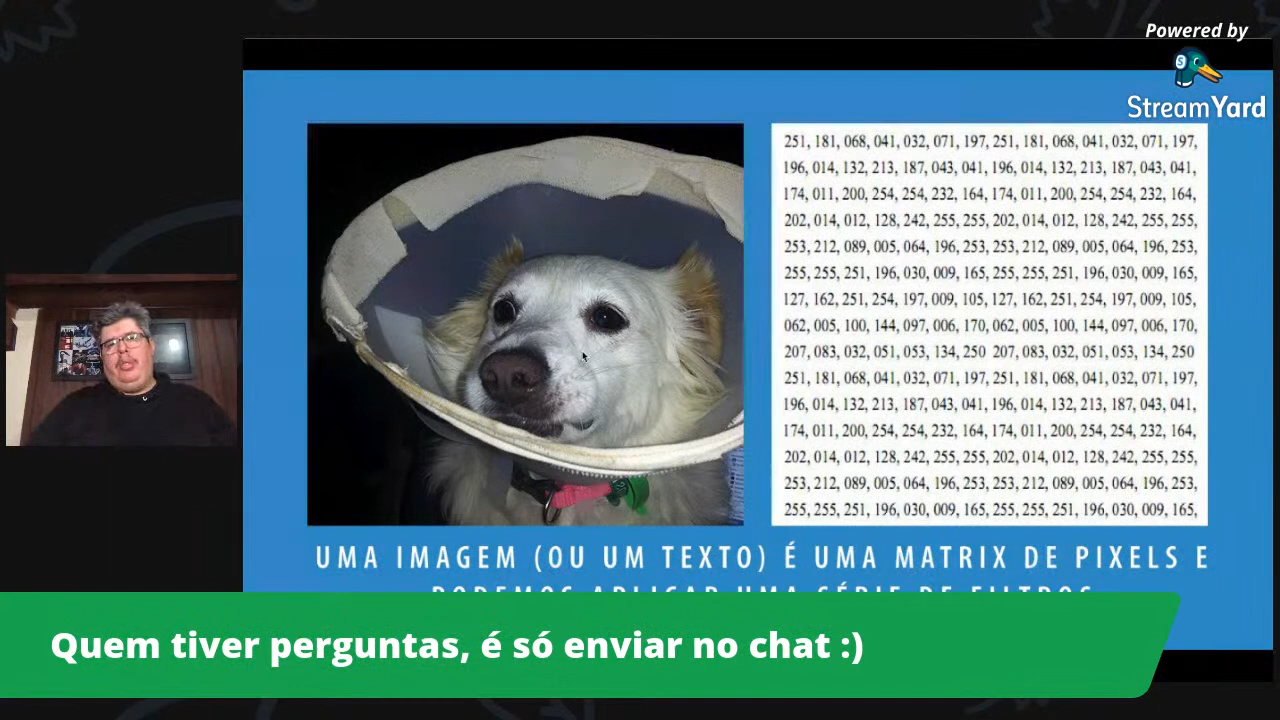 Powered by
StreamYard
251, 181, 068, 041, 032, 071, 197, 251, 181, 068, 041, 032, 071, 197,
196, 014, 132, 213, 187, 043, 041, 196, 014, 132, 213, 187, 043, 041,
174, 011, 200, 254, 254, 232, 164, 174, 011, 200, 254, 254, 232, 164,
202, 014, 012, 128, 242, 255, 255, 202, 014, 012, 128, 242, 255, 255,
253, 212, 089, 005, 064, 196, 253, 253, 212, 089, 005, 064, 196, 253,
255, 255, 251, 196, 030, 009, 165, 255, 255, 251, 196, 030, 009, 165,
127, 162, 251, 254, 197, 009, 105, 127, 162, 251, 254, 197, 009, 105,
062, 005, 100, 144, 097, 006, 170, 062, 005, 100, 144, 097, 006, 170,
207, 083, 032, 051, 053, 134, 250 207, 083, 032, 051, 053, 134, 250
251, 181, 068, 041, 032, 071, 197, 251, 181, 068, 041, 032, 071, 197,
196, 014, 132, 213, 187, 043, 041, 196, 014, 132, 213, 187, 043, 041,
174, 011, 200, 254, 254, 232, 164, 174, 011, 200, 254, 254, 232, 164,
202, 014, 012, 128, 242, 255, 255, 202, 014, 012, 128, 242, 255, 255,
253, 212, 089, 005, 064, 196, 253, 253, 212, 089, 005, 064, 196, 253,
255, 255, 251, 196, 030, 009, 165, 255, 255, 251, 196, 030, 009, 165,
UMA IMAGEM (OU UM TEXTO) É UMA MATRIX DE PIXELS E
PODEMOS APLICAR UMA SÉRIE DE FILTROS
Quem tiver perguntas, é só enviar no chat :)